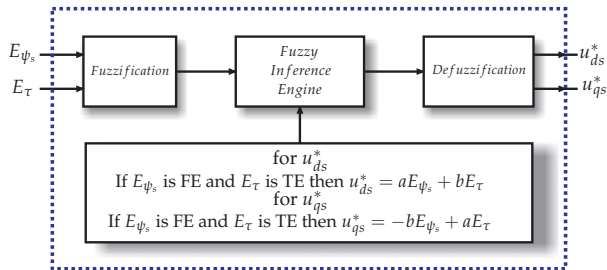 E_{ψ_s}
E_τ
Fuzzification
Fuzzy
Inference
Engine
Defuzzification
u*_{ds}
u*_{qs}
for u*_{ds}
If E_{ψ_s} is FE and E_τ is TE then u*_{ds} = aE_{ψ_s} + bE_τ
for u*_{qs}
If E_{ψ_s} is FE and E_τ is TE then u*_{qs} = −bE_{ψ_s} + aE_τ